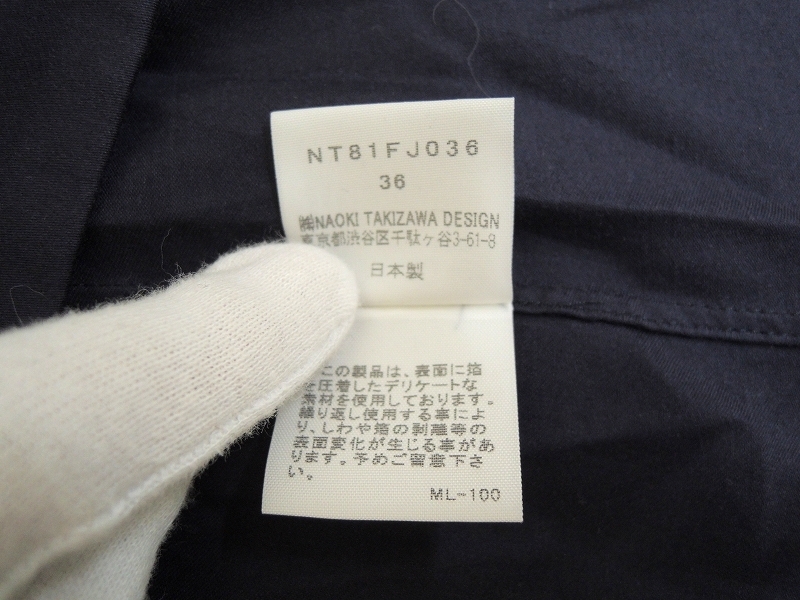 NT81FJ036
36
㈱NAOKI TAKIZAWA DESIGN
東京都渋谷区千駄ヶ谷3-61-8
日本製
この製品は、表面に箔
を圧着したデリケートな
素材を使用しております。
繰り返し使用する事によ
り、しわや箔の剥離等の
表面変化が生じる事があ
ります。予めご留意下さ
い。
ML-100